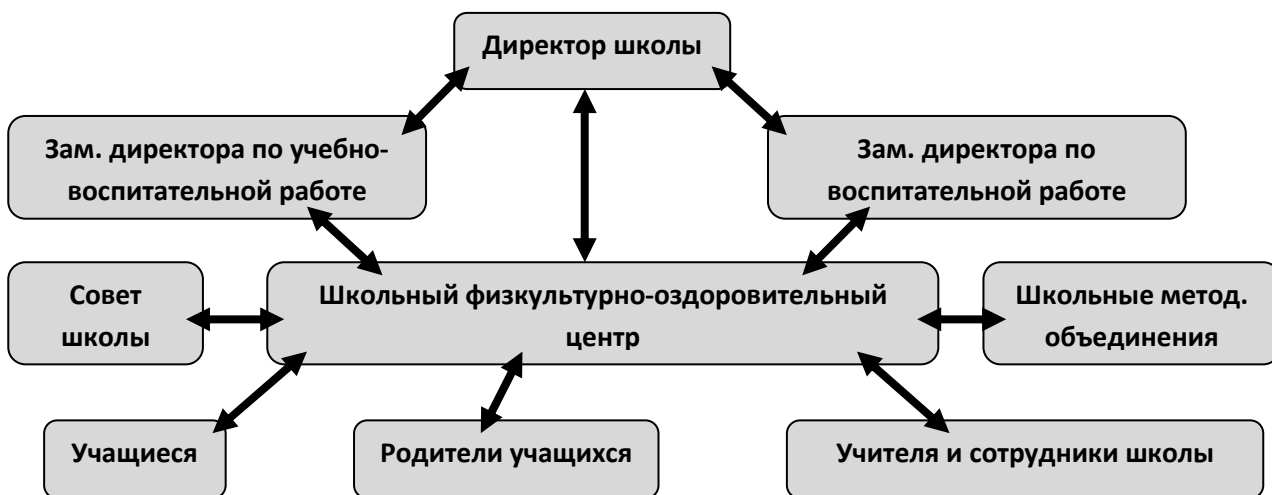 Директор школы
Зам. директора по учебно-
воспитательной работе
Зам. директора по
воспитательной работе
Совет
школы
Школьный физкультурно-оздоровительный
центр
Школьные метод.
объединения
Учащиеся
Родители учащихся
Учителя и сотрудники школы